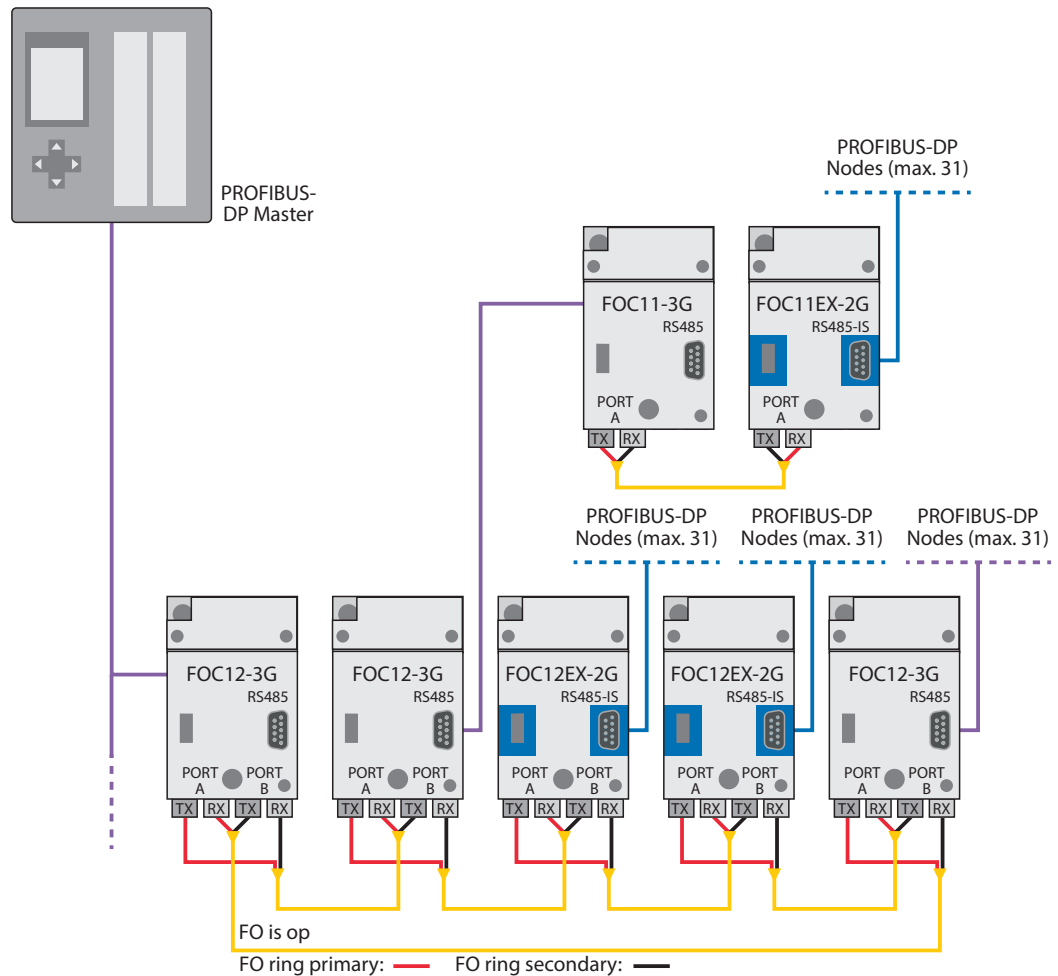 PROFIBUS-
DP Master
PROFIBUS-DP
Nodes (max. 31)
FOC11-3G
RS485
PORT
A
TX RX
FOC11EX-2G
RS485-IS
PORT
A
TX RX
PROFIBUS-DP
Nodes (max. 31)
PROFIBUS-DP
Nodes (max. 31)
PROFIBUS-DP
Nodes (max. 31)
FOC12-3G
RS485
PORT PORT
A B
TX RX TX RX
FOC12-3G
RS485
PORT PORT
A B
TX RX TX RX
FOC12EX-2G
RS485-IS
PORT PORT
A B
TX RX TX RX
FOC12EX-2G
RS485-IS
PORT PORT
A B
TX RX TX RX
FOC12-3G
RS485
PORT PORT
A B
TX RX TX RX
FO is op
FO ring primary: FO ring secondary: